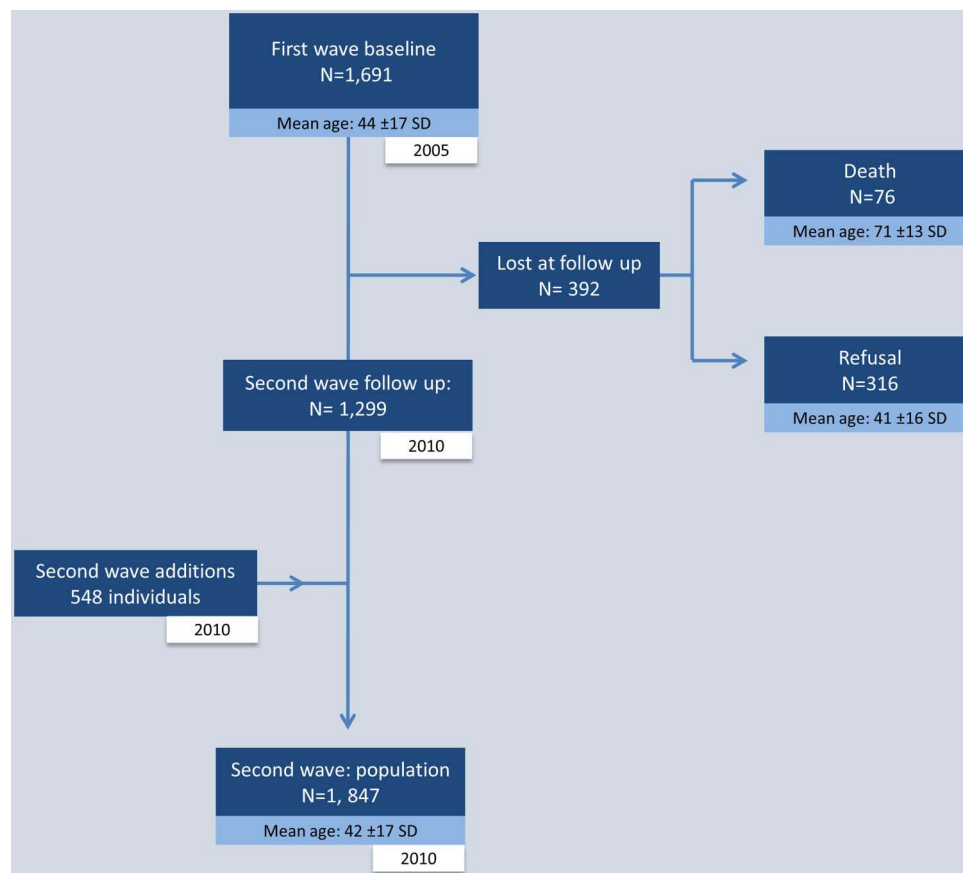 First wave baseline
N=1,691
Mean age: 44 ±17 SD
2005
Death
N=76
Mean age: 71 ±13 SD
Lost at follow up
N= 392
Refusal
N=316
Mean age: 41 ±16 SD
Second wave follow up:
N= 1,299
2010
Second wave additions
548 individuals
2010
Second wave: population
N=1, 847
Mean age: 42 ±17 SD
2010